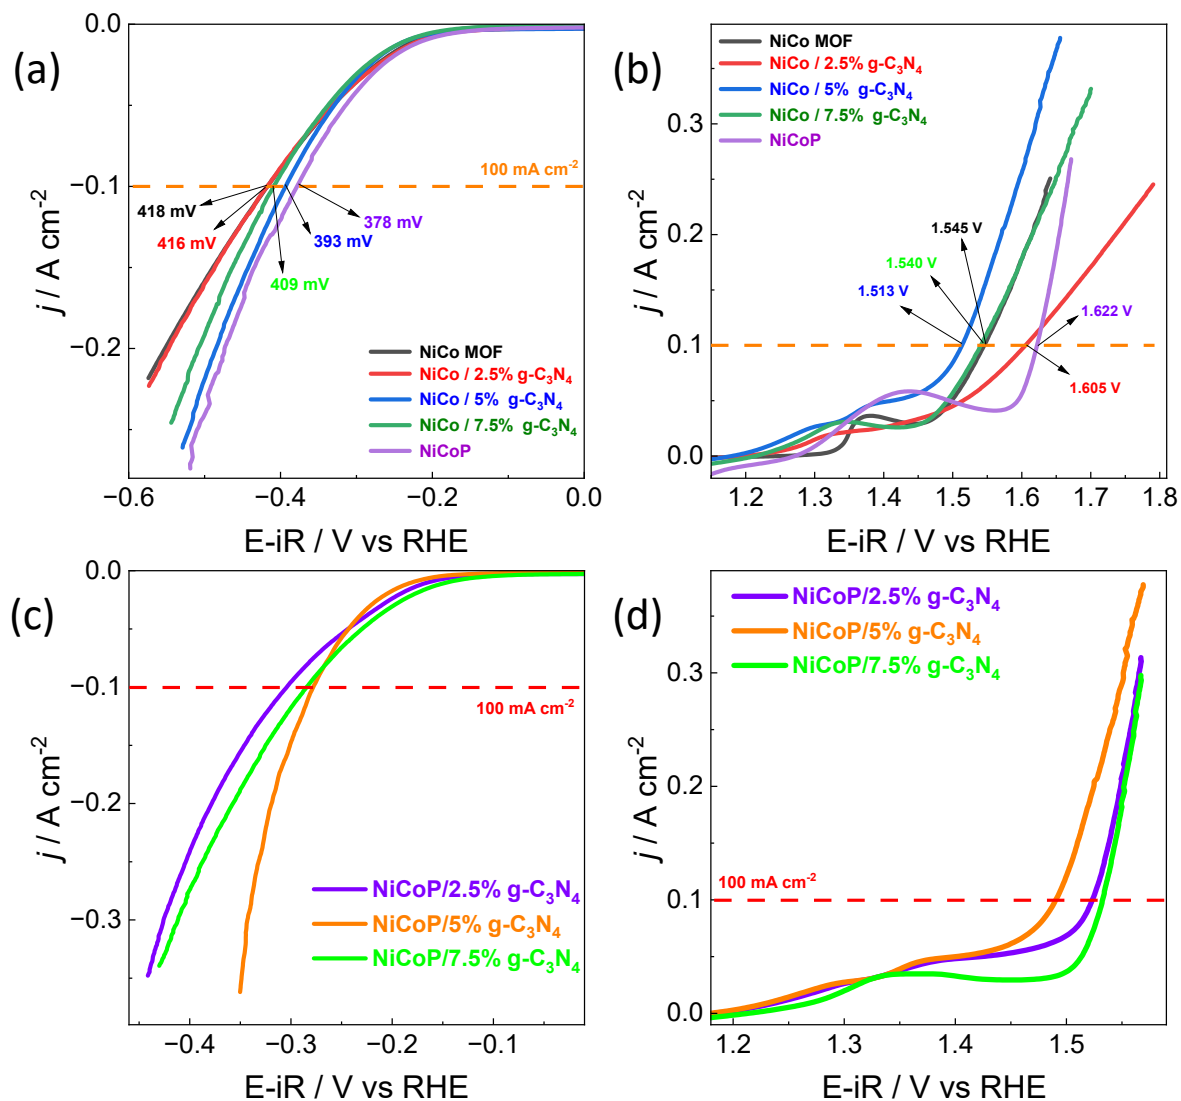 (a)
0.0
−0.1
−0.2
j / A cm⁻²
100 mA cm⁻²
418 mV
416 mV
409 mV
393 mV
378 mV
NiCo MOF
NiCo / 2.5% g-C₃N₄
NiCo / 5% g-C₃N₄
NiCo / 7.5% g-C₃N₄
NiCoP
−0.6
−0.4
−0.2
0.0
E-iR / V vs RHE
(b)
NiCo MOF
NiCo / 2.5% g-C₃N₄
NiCo / 5% g-C₃N₄
NiCo / 7.5% g-C₃N₄
NiCoP
0.3
0.2
0.1
0.0
j / A cm⁻²
1.545 V
1.540 V
1.513 V
1.622 V
1.605 V
1.2
1.3
1.4
1.5
1.6
1.7
1.8
E-iR / V vs RHE
(c)
0.0
−0.1
−0.2
−0.3
j / A cm⁻²
100 mA cm⁻²
NiCoP/2.5% g-C₃N₄
NiCoP/5% g-C₃N₄
NiCoP/7.5% g-C₃N₄
−0.4
−0.3
−0.2
−0.1
E-iR / V vs RHE
(d)
NiCoP/2.5% g-C₃N₄
NiCoP/5% g-C₃N₄
NiCoP/7.5% g-C₃N₄
0.3
0.2
0.1
0.0
j / A cm⁻²
100 mA cm⁻²
1.2
1.3
1.4
1.5
E-iR / V vs RHE